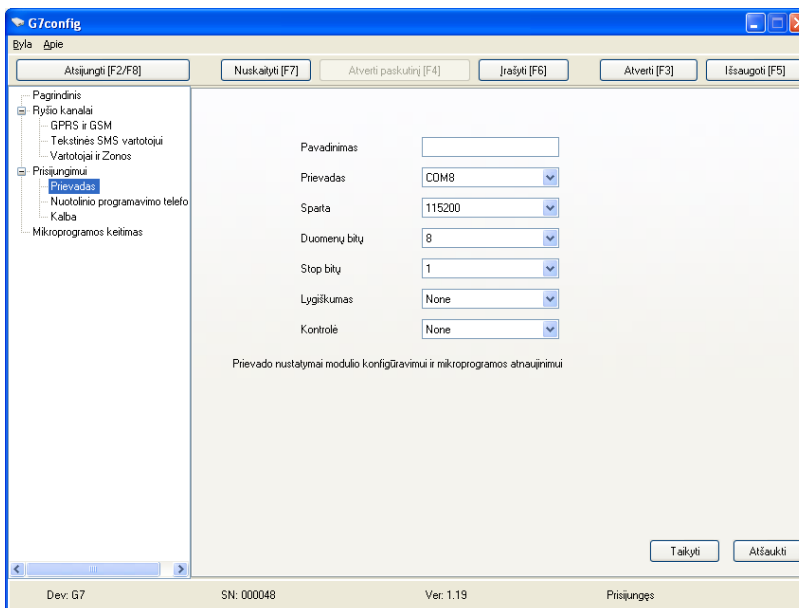 G7config
Byla Apie
Atsijungti [F2/F8] Nuskaityti [F7] Atverti paskutinį [F4] Įrašyti [F6] Atverti [F3] Išsaugoti [F5]
Pagrindinis
Ryšio kanalai
GPRS ir GSM
Tekstinės SMS vartotojui
Vartotojai ir Zonos
Prisijungimui
Prievadas
Nuotolinio programavimo telefo
Kalba
Mikroprogramos keitimas
Pavadinimas
Prievadas COM8
Sparta 115200
Duomenų bitų 8
Stop bitų 1
Lygiškumas None
Kontrolė None
Prievado nustatymai modulio konfigūravimui ir mikroprogramos atnaujinimui
Taikyti Atšaukti
Dev: G7 SN: 000048 Ver: 1.19 Prisijungęs